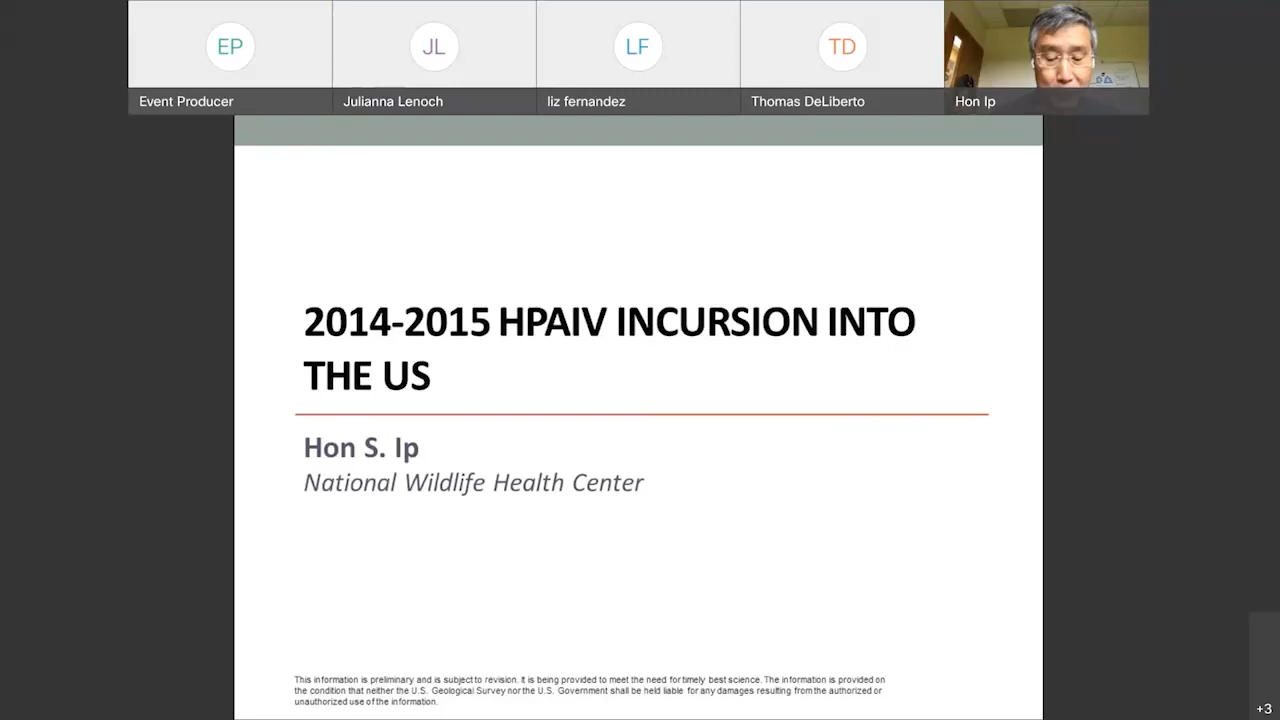 EP
JL
LF
TD
Event Producer
Julianna Lenoch
liz fernandez
Thomas DeLiberto
Hon Ip
2014-2015 HPAIV INCURSION INTO
THE US
Hon S. Ip
National Wildlife Health Center
This information is preliminary and is subject to revision. It is being provided to meet the need for timely best science. The information is provided on
the condition that neither the U.S. Geological Survey nor the U.S. Government shall be held liable for any damages resulting from the authorized or
unauthorized use of the information.
+3